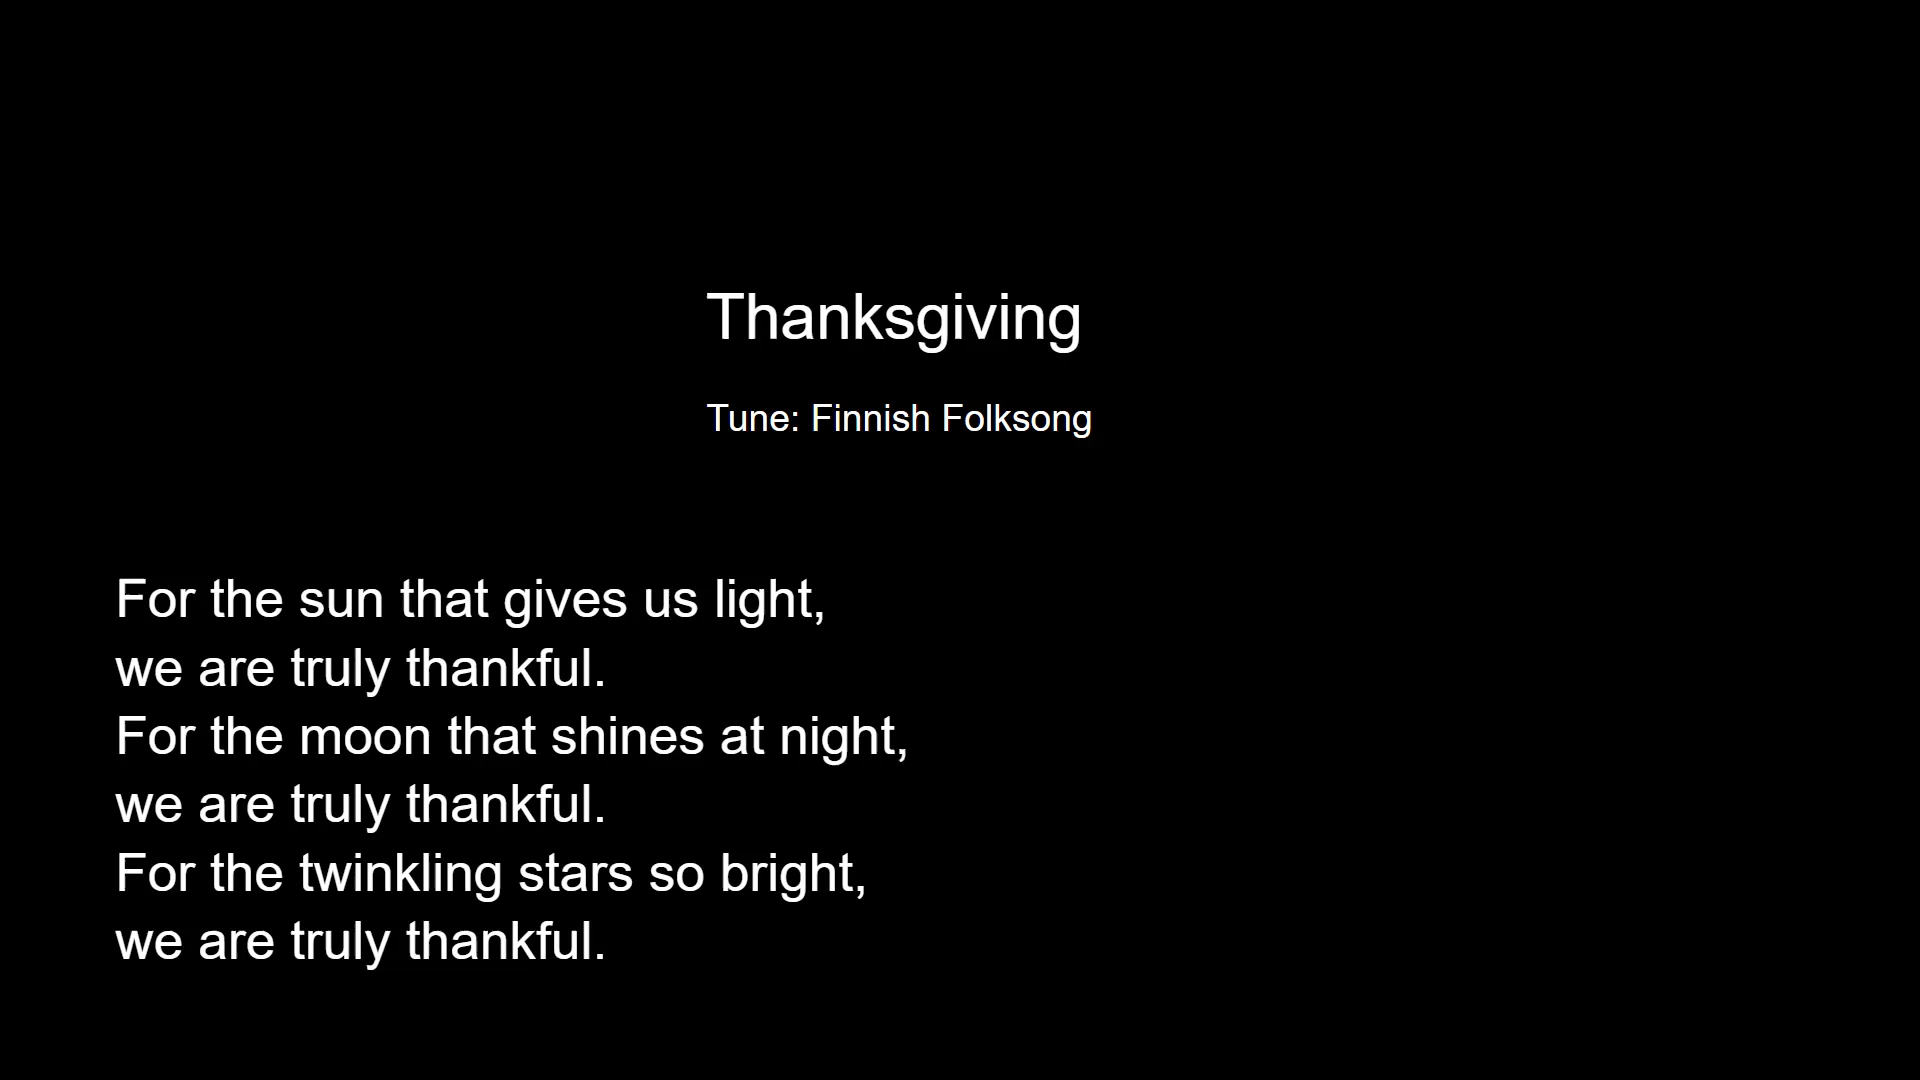 Thanksgiving
Tune: Finnish Folksong
For the sun that gives us light,
we are truly thankful.
For the moon that shines at night,
we are truly thankful.
For the twinkling stars so bright,
we are truly thankful.